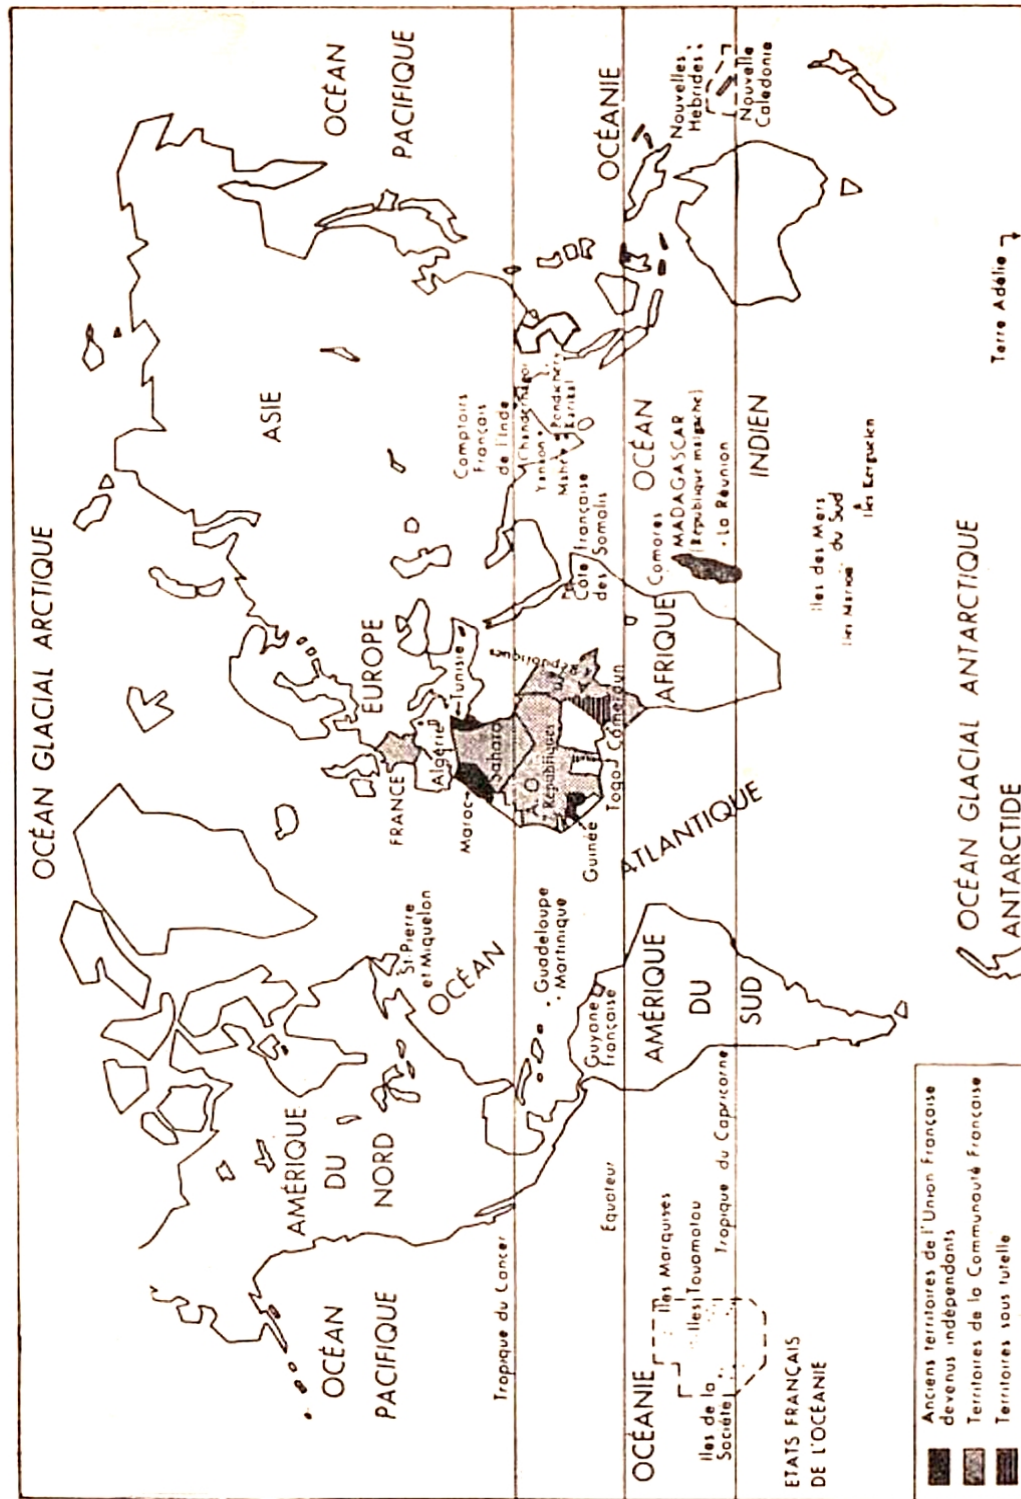 OCÉAN GLACIAL ARCTIQUE
OCÉAN
PACIFIQUE
AMÉRIQUE
DU
NORD
St-Pierre
et Miquelon
OCÉAN
ATLANTIQUE
EUROPE
FRANCE
ASIE
OCÉAN
PACIFIQUE
Tropique du Cancer
Maroc
Algérie
Tunisie
Sahara
A.O.
Républiques
Républiques
Guinée
Togo
Cameroun
AFRIQUE
Côte Française
des Somalis
Comptoirs
Français
de l'Inde
(Chandernagor)
Yanaon
Mahé
Pondichéry
Karikal
Guadeloupe
Martinique
Guyane
Française
Equateur
AMÉRIQUE
DU
SUD
OCÉANIE
Iles Marquises
Iles Touamotou
Iles de la
Société
Tropique du Capricorne
ETATS FRANÇAIS
DE L'OCÉANIE
OCÉAN
INDIEN
Comores
MADAGASCAR
(République malgache)
La Réunion
OCÉANIE
Nouvelles
Hebrides
Nouvelle
Calédonie
Iles des Mers
du Sud
Iles Kerguelen
Terre Adélie
OCÉAN GLACIAL ANTARCTIQUE
ANTARCTIDE
Anciens territoires de l'Union Française
devenus indépendants
Territoires de la Communauté Française
Territoires sous tutelle